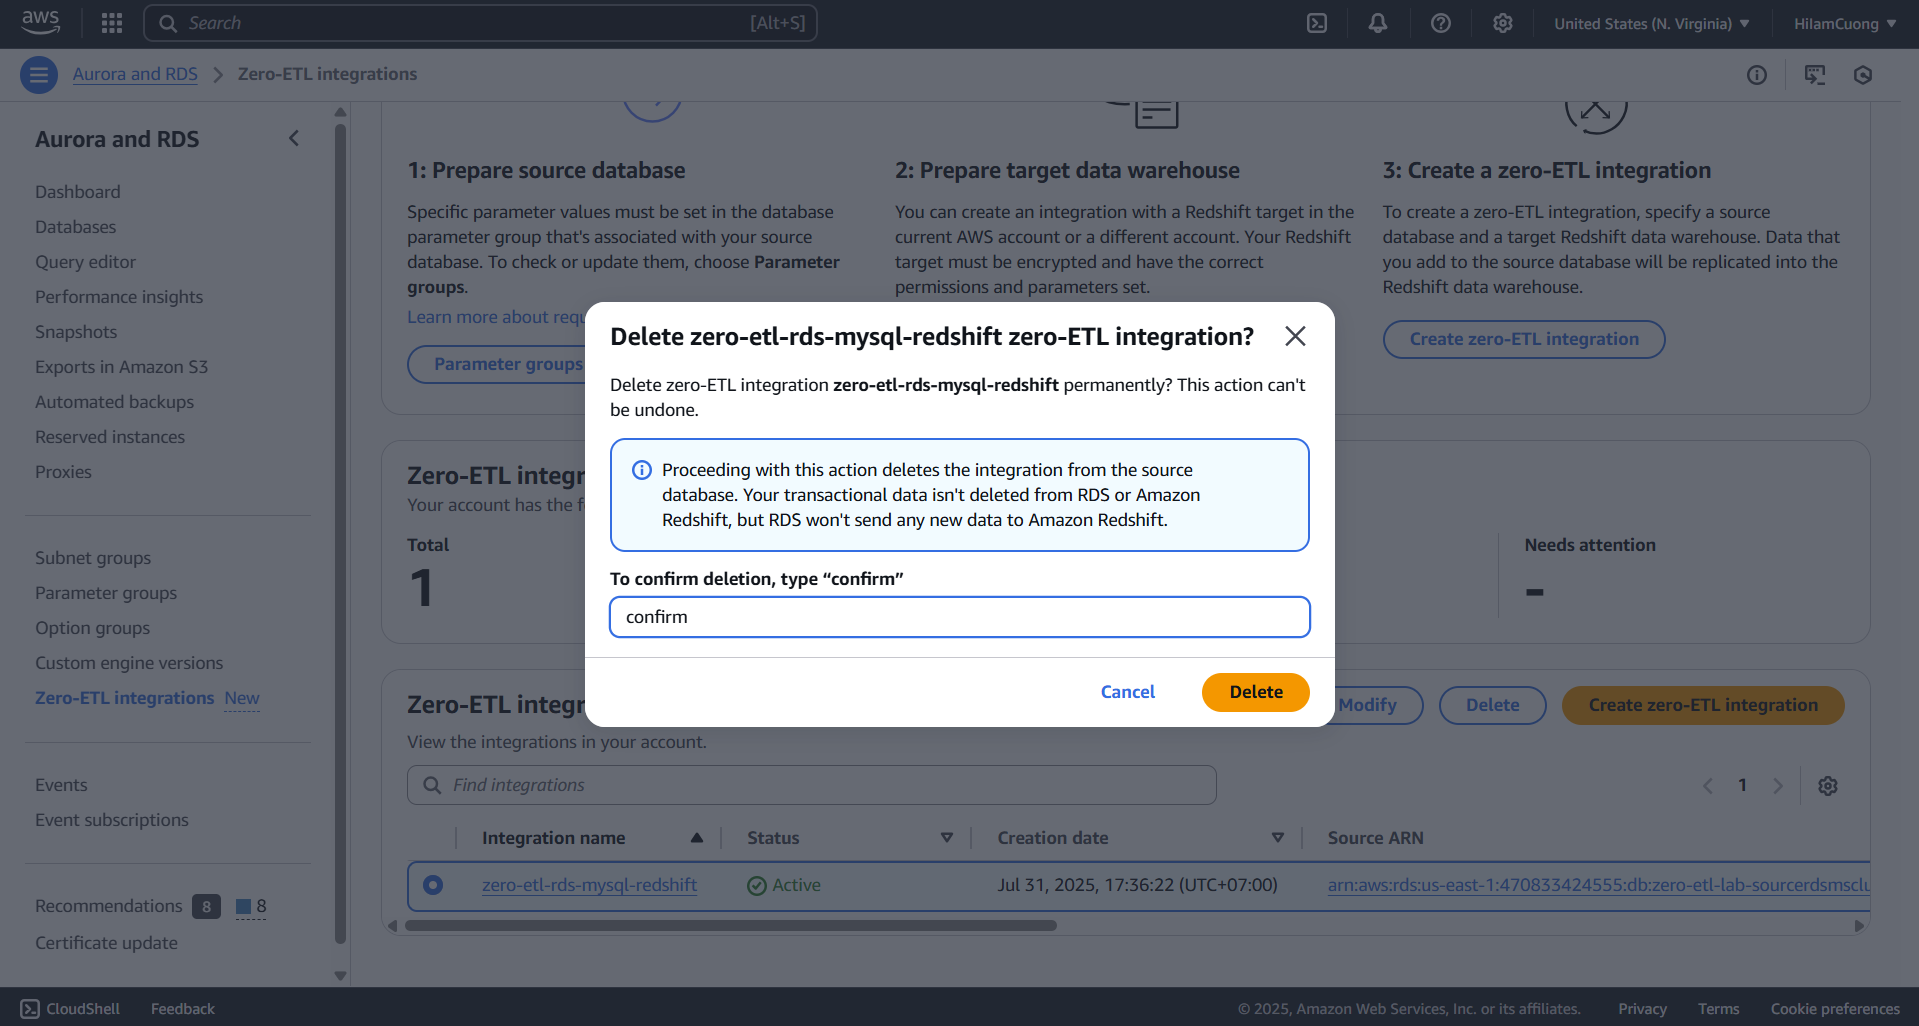 aws
Search [Alt+S]
United States (N. Virginia)
HilamCuong
Aurora and RDS > Zero-ETL integrations
Aurora and RDS
Dashboard
Databases
Query editor
Performance insights
Snapshots
Exports in Amazon S3
Automated backups
Reserved instances
Proxies
Subnet groups
Parameter groups
Option groups
Custom engine versions
Zero-ETL integrations New
Events
Event subscriptions
Recommendations 8 8
Certificate update
1: Prepare source database
Specific parameter values must be set in the database
parameter group that's associated with your source
database. To check or update them, choose Parameter
groups.
Learn more about
Parameter groups
2: Prepare target data warehouse
You can create an integration with a Redshift target in the
current AWS account or a different account. Your Redshift
target must be encrypted and have the correct
permissions and parameters set.
3: Create a zero-ETL integration
To create a zero-ETL integration, specify a source
database and a target Redshift data warehouse. Data that
you add to the source database will be replicated into the
Redshift data warehouse.
Create zero-ETL integration
Delete zero-etl-rds-mysql-redshift zero-ETL integration?
Delete zero-ETL integration zero-etl-rds-mysql-redshift permanently? This action can't
be undone.
Proceeding with this action deletes the integration from the source
database. Your transactional data isn't deleted from RDS or Amazon
Redshift, but RDS won't send any new data to Amazon Redshift.
To confirm deletion, type “confirm”
confirm
Cancel
Delete
Zero-ETL
Your account has the
Total
1
Needs attention
-
Zero-ETL
View the integrations in your account.
Modify
Delete
Create zero-ETL integration
Find integrations
1
Integration name
Status
Creation date
Source ARN
zero-etl-rds-mysql-redshift
Active
Jul 31, 2025, 17:36:22 (UTC+07:00)
arn:aws:rds:us-east-1:470833424555:db:zero-etl-lab-sourcerdsmsclu
CloudShell
Feedback
© 2025, Amazon Web Services, Inc. or its affiliates.
Privacy
Terms
Cookie preferences